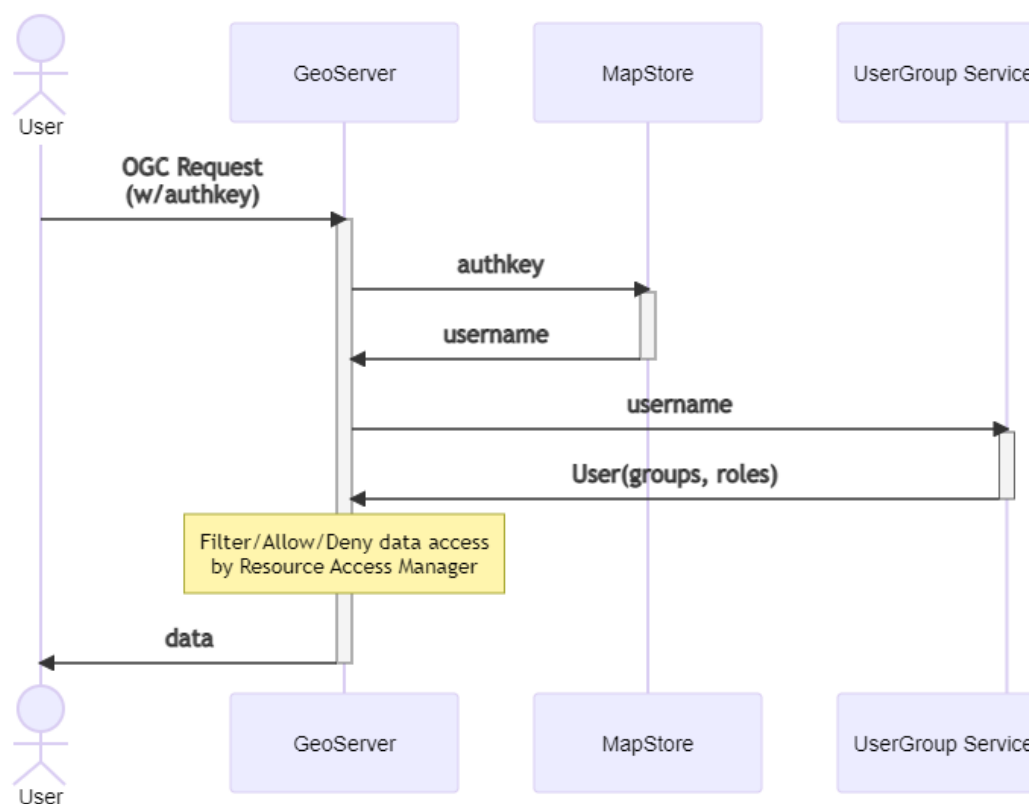 User
GeoServer
MapStore
UserGroup Service
OGC Request
(w/authkey)
authkey
username
username
User(groups, roles)
Filter/Allow/Deny data access
by Resource Access Manager
data
User
GeoServer
MapStore
UserGroup Service